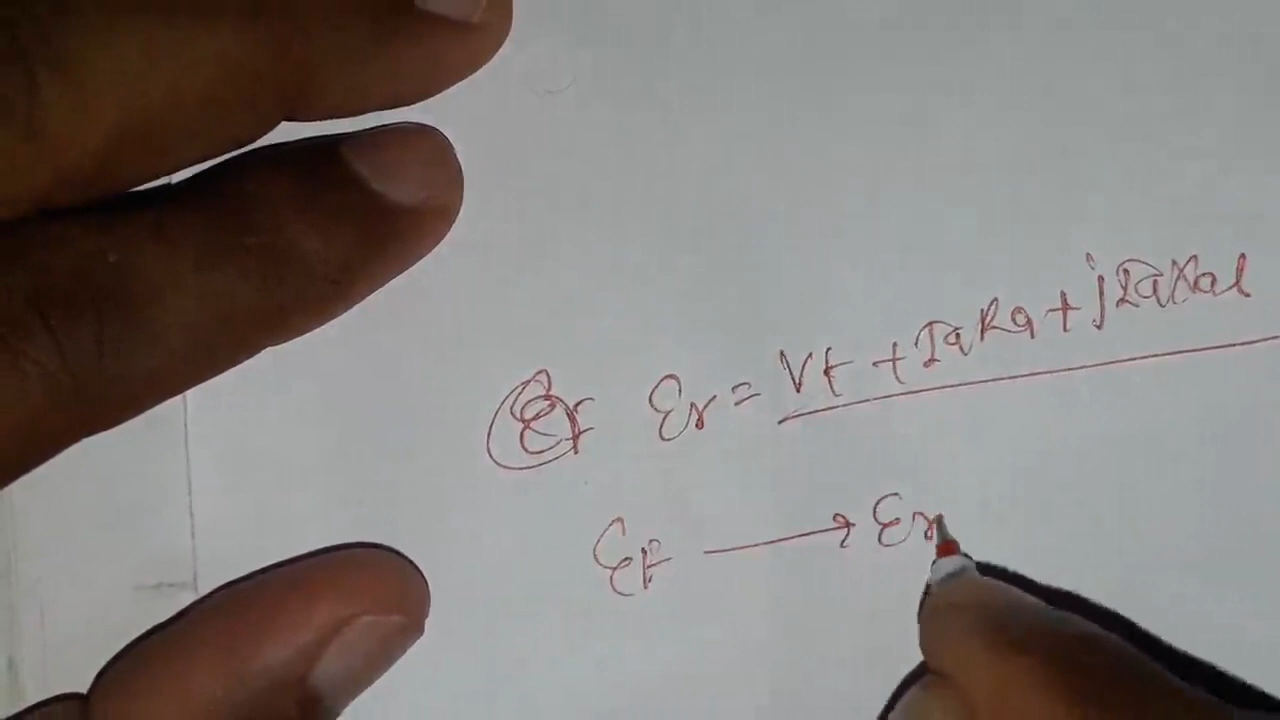 Er Er = Vt + IaRa + jIaXal
Ef → Er